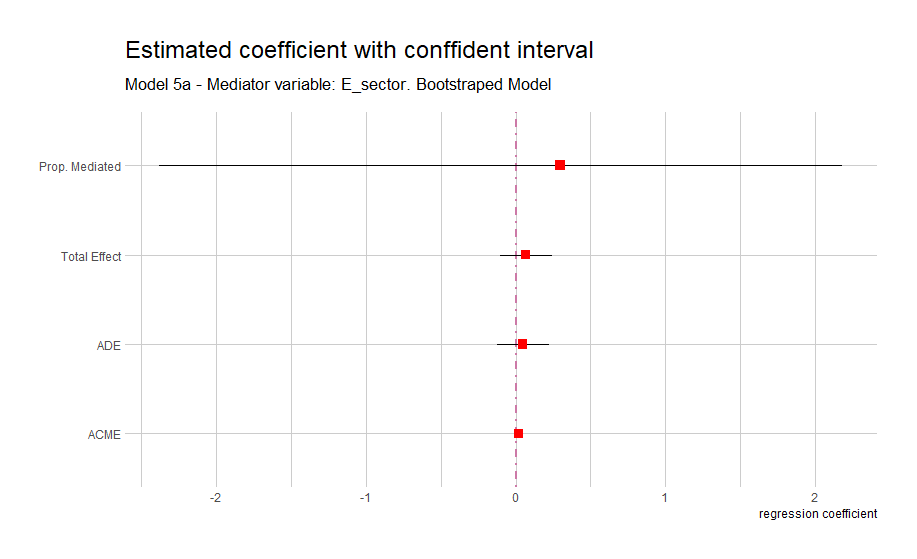 Estimated coefficient with conffident interval
Model 5a - Mediator variable: E_sector. Bootstraped Model
Prop. Mediated
Total Effect
ADE
ACME
-2 -1 0 1 2
regression coefficient